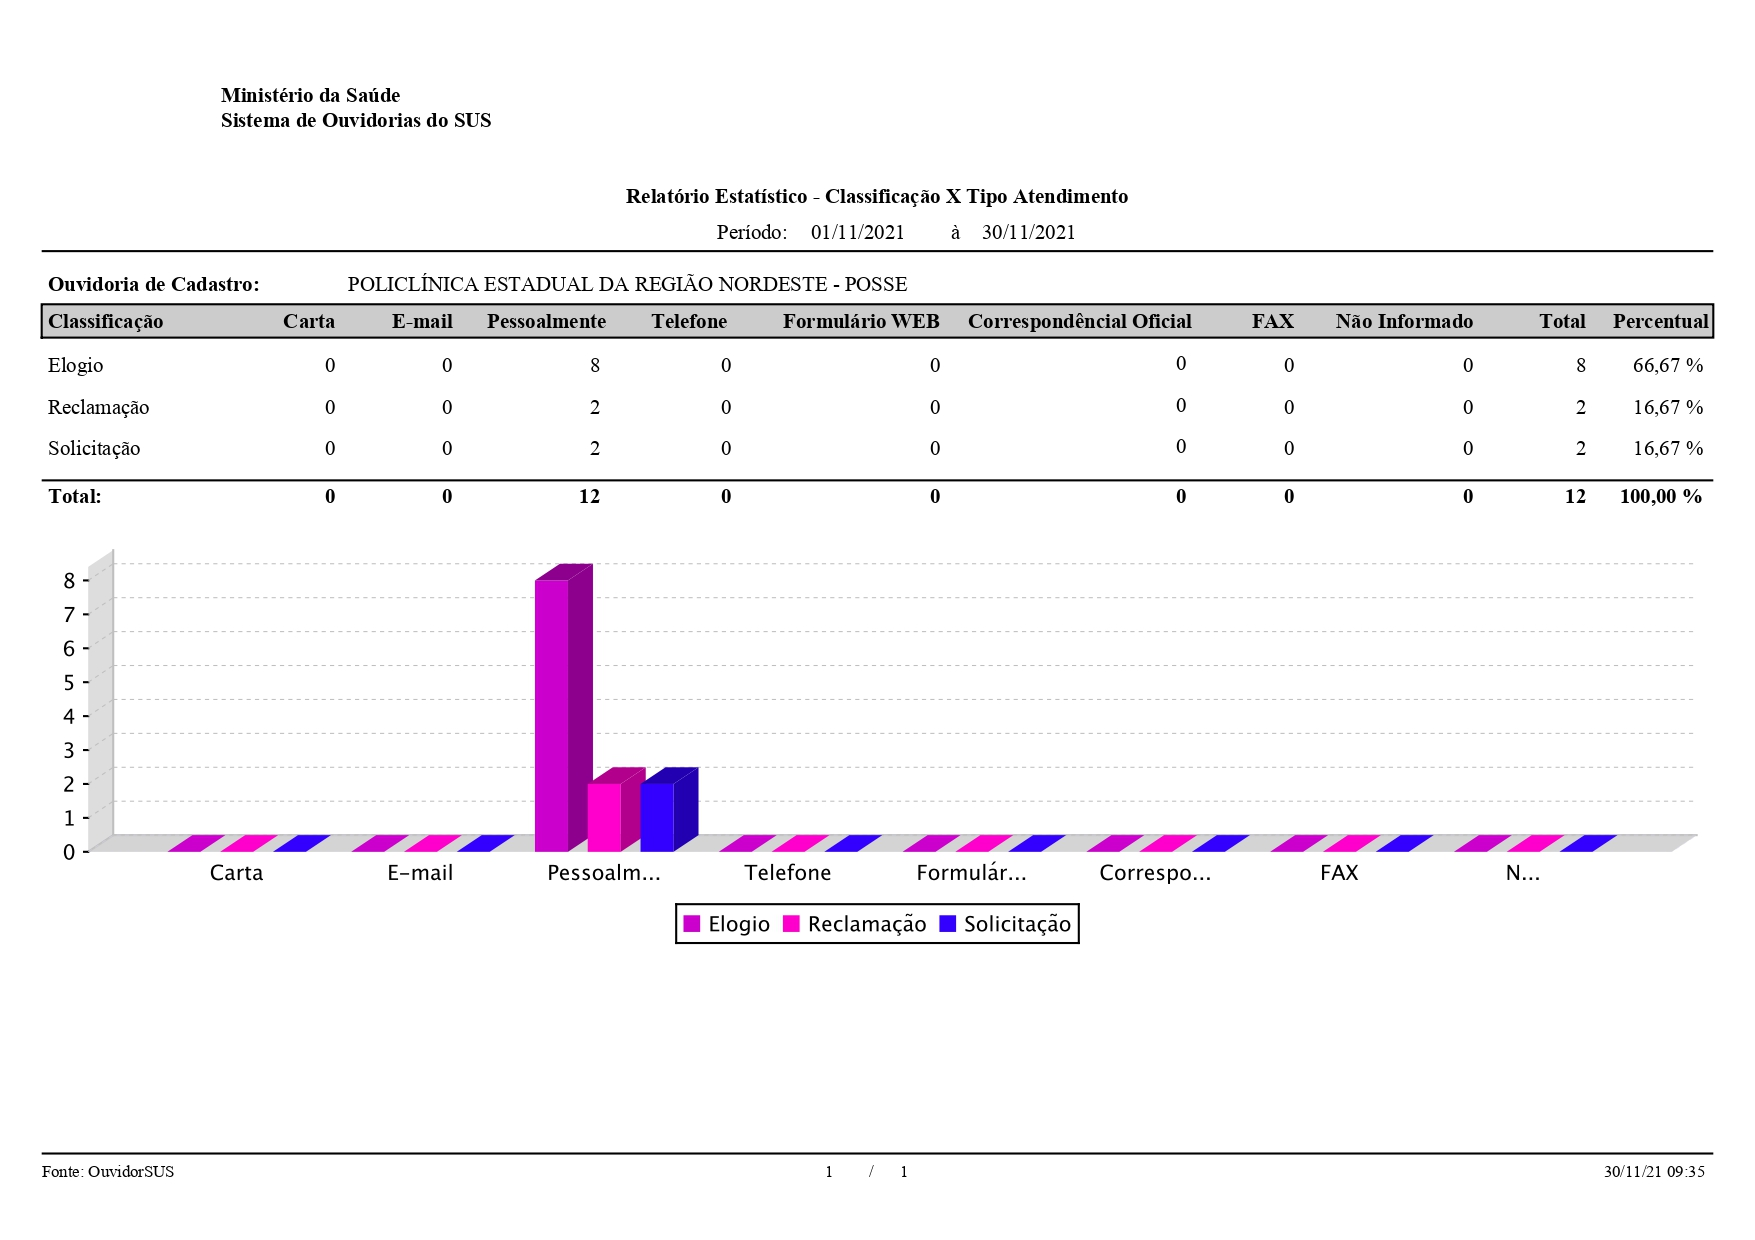 Ministério da Saúde
Sistema de Ouvidorias do SUS
Relatório Estatístico - Classificação X Tipo Atendimento
Período: 01/11/2021 à 30/11/2021
Ouvidoria de Cadastro: POLICLÍNICA ESTADUAL DA REGIÃO NORDESTE - POSSE
Classificação Carta E-mail Pessoalmente Telefone Formulário WEB Correspondêncial Oficial FAX Não Informado Total Percentual
Elogio 0 0 8 0 0 0 0 0 8 66,67 %
Reclamação 0 0 2 0 0 0 0 0 2 16,67 %
Solicitação 0 0 2 0 0 0 0 0 2 16,67 %
Total: 0 0 12 0 0 0 0 0 12 100,00 %
8
7
6
5
4
3
2
1
0
Carta E-mail Pessoalm... Telefone Formulár... Correspo... FAX N...
Elogio Reclamação Solicitação
Fonte: OuvidorSUS 1 / 1 30/11/21 09:35